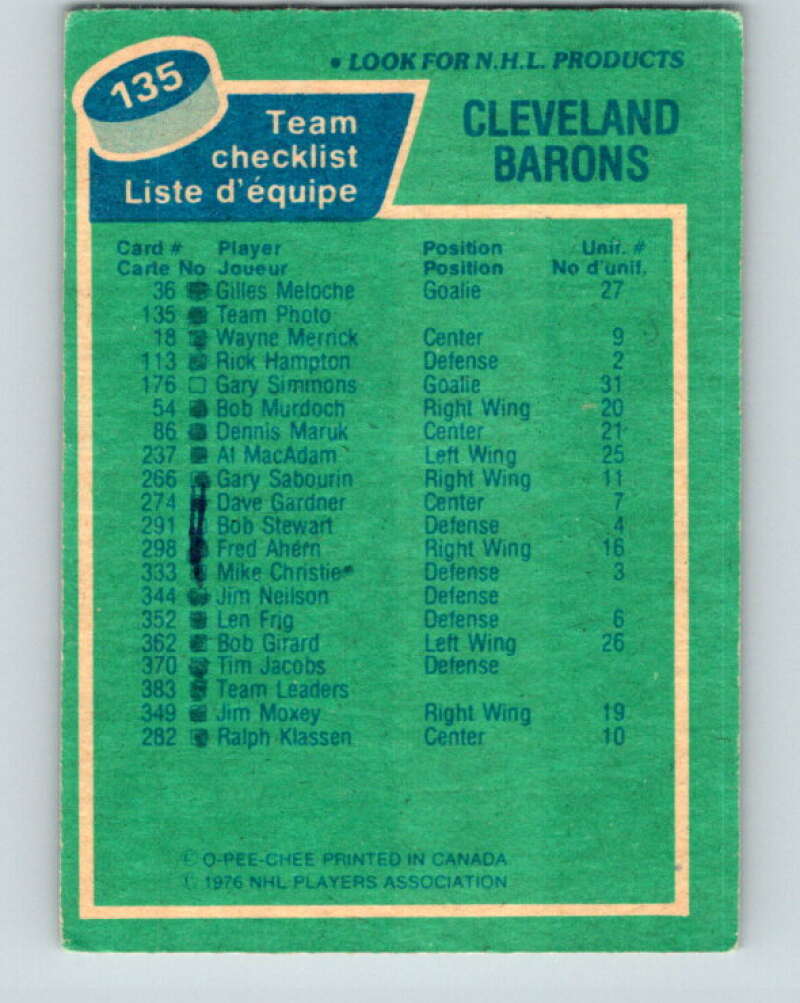 • LOOK FOR N.H.L. PRODUCTS
135
CLEVELAND
BARONS
Team
checklist
Liste d'équipe
Card # Player Position Unif. #
Carte No Joueur Position No d'unif.
36 Gilles Meloche Goalie 27
135 Team Photo
18 Wayne Merrick Center 9
113 Rick Hampton Defense 2
176 Gary Simmons Goalie 31
54 Bob Murdoch Right Wing 20
86 Dennis Maruk Center 21
237 Al MacAdam Left Wing 25
266 Gary Sabourin Right Wing 11
274 Dave Gardner Center 7
291 Bob Stewart Defense 4
298 Fred Ahern Right Wing 16
333 Mike Christie Defense 3
344 Jim Neilson Defense
352 Len Frig Defense 6
362 Bob Girard Left Wing 26
370 Tim Jacobs Defense
383 Team Leaders
349 Jim Moxey Right Wing 19
282 Ralph Klassen Center 10
© O-PEE-CHEE PRINTED IN CANADA
© 1976 NHL PLAYERS ASSOCIATION